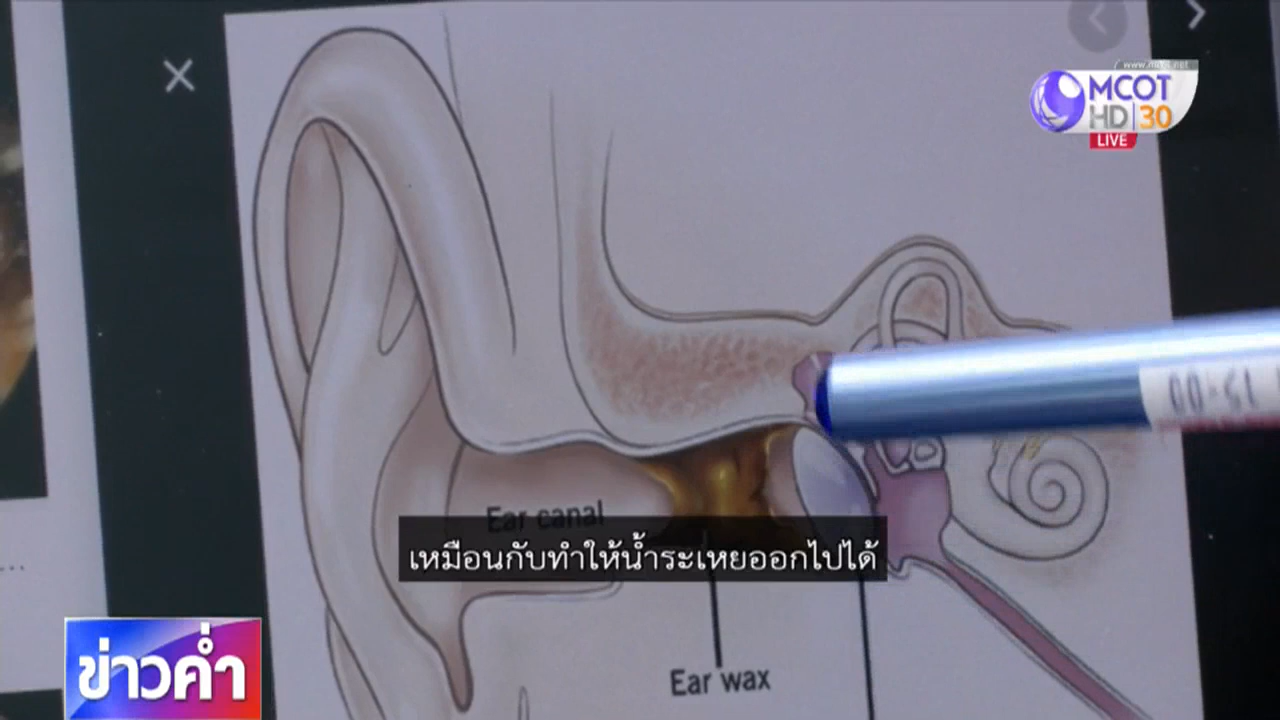 MCOT
HD 30
LIVE
15-00
Ear canal
เหมือนกับทำให้น้ำระเหยออกไปได้
Ear wax
ข่าวค่ำ